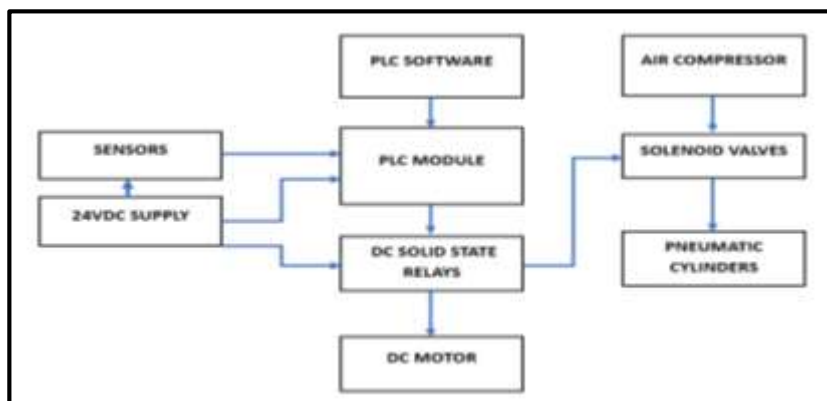 PLC SOFTWARE
AIR COMPRESSOR
SENSORS
PLC MODULE
SOLENOID VALVES
24VDC SUPPLY
DC SOLID STATE
RELAYS
PNEUMATIC
CYLINDERS
DC MOTOR